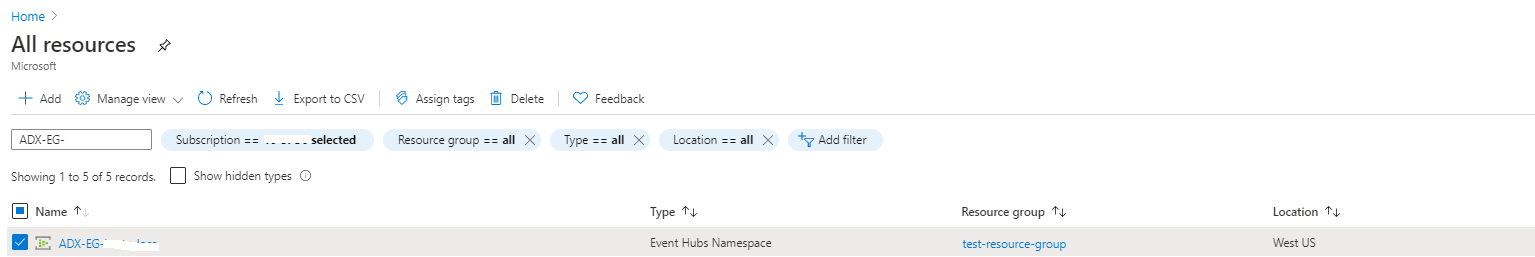 Home
All resources
Microsoft
Add Manage view Refresh Export to CSV Assign tags Delete Feedback
ADX-EG- Subscription == selected Resource group == all Type == all Location == all Add filter
Showing 1 to 5 of 5 records. Show hidden types
Name Type Resource group Location
ADX-EG- Event Hubs Namespace test-resource-group West US